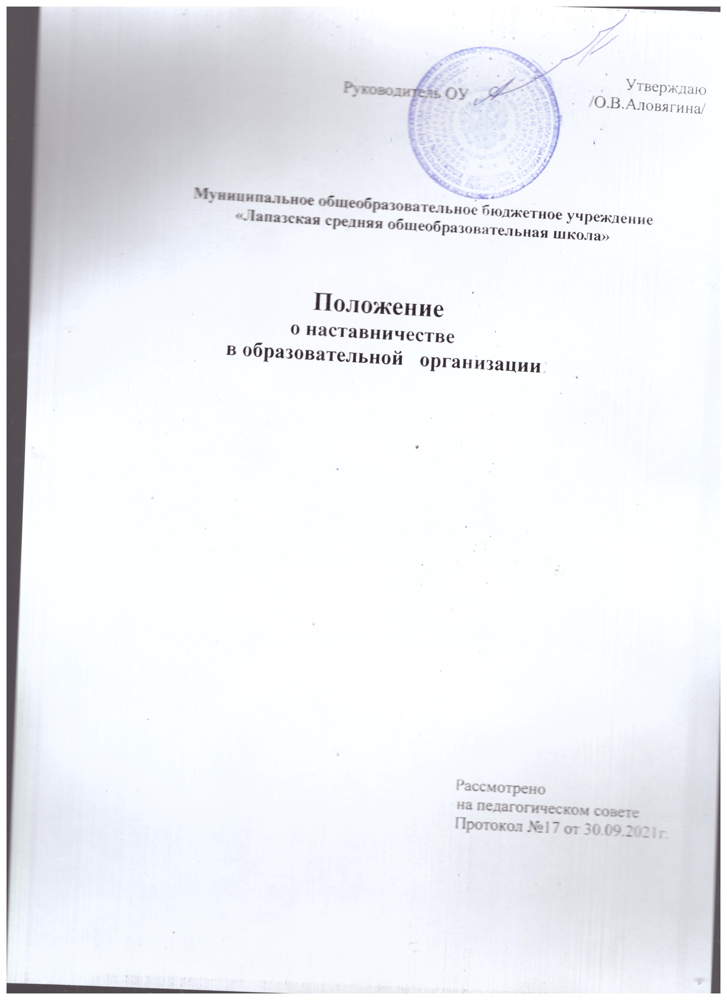 Утверждаю
Руководитель ОУ /О.В.Аловягина/
Муниципальное общеобразовательное бюджетное учреждение
«Лапазская средняя общеобразовательная школа»
Положение
о наставничестве
в образовательной организации
Рассмотрено
на педагогическом совете
Протокол №17 от 30.09.2021г.